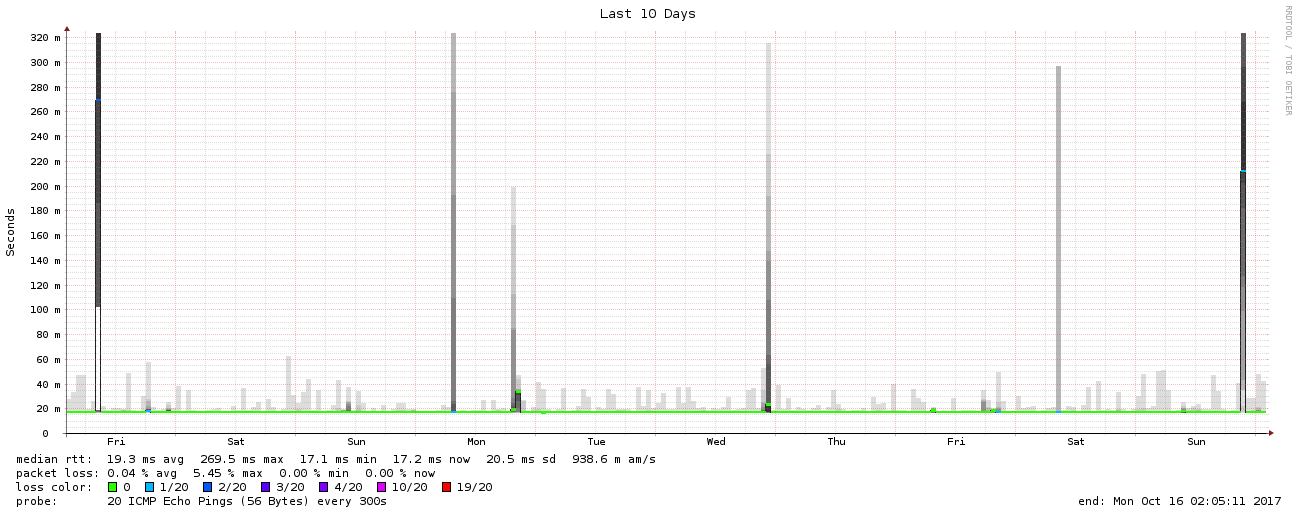 Last 10 Days
RRDTOOL / TOBI OETIKER
Seconds
320 m
300 m
280 m
260 m
240 m
220 m
200 m
180 m
160 m
140 m
120 m
100 m
80 m
60 m
40 m
20 m
0
Fri Sat Sun Mon Tue Wed Thu Fri Sat Sun
median rtt: 19.3 ms avg 269.5 ms max 17.1 ms min 17.2 ms now 20.5 ms sd 938.6 m am/s
packet loss: 0.04 % avg 5.45 % max 0.00 % min 0.00 % now
loss color: 0 1/20 2/20 3/20 4/20 10/20 19/20
probe: 20 ICMP Echo Pings (56 Bytes) every 300s end: Mon Oct 16 02:05:11 2017